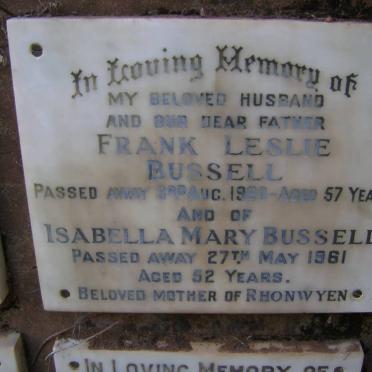 In Loving Memory of
MY BELOVED HUSBAND
AND OUR DEAR FATHER
FRANK LESLIE
BUSSELL
PASSED AWAY 3RD AUG. AGED 57
AND OF
ISABELLA MARY BUSSELL
PASSED AWAY 27TH MAY 1961
AGED 52 YEARS.
BELOVED MOTHER OF RHONWYEN
IN LOVING MEMORY OF